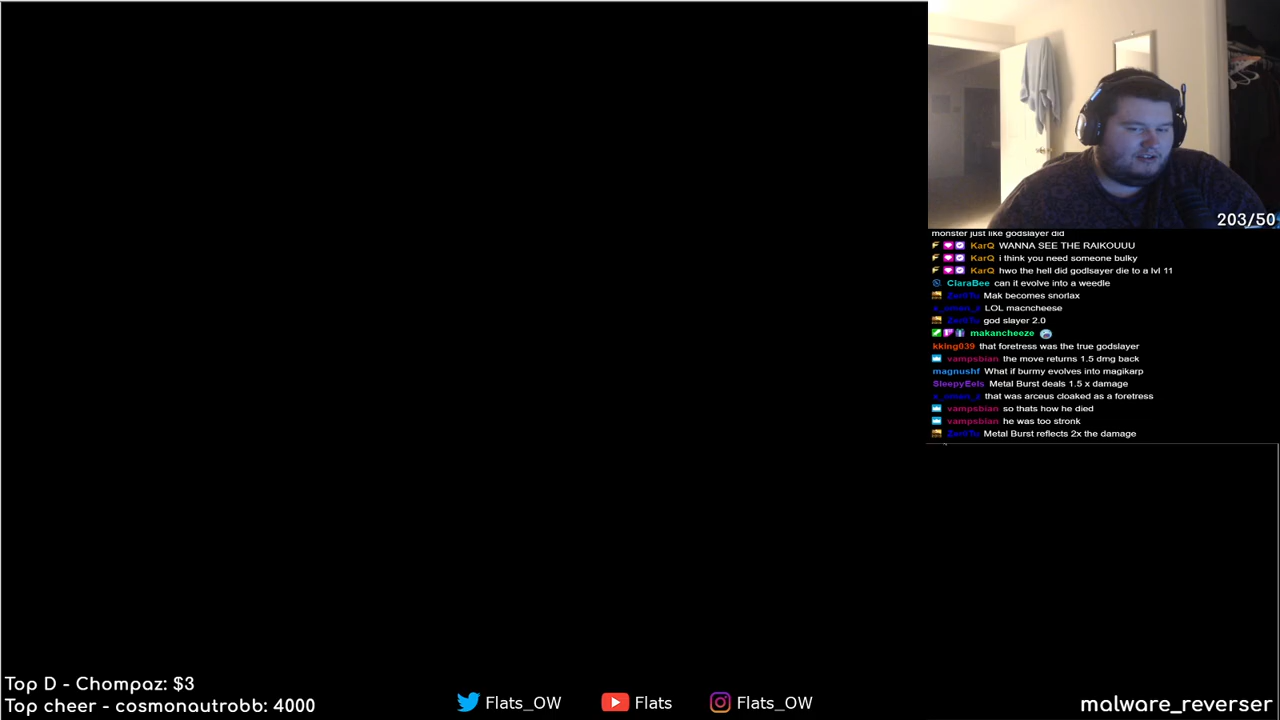 203/50
monster just like godslayer did
KarQ WANNA SEE THE RAIKOUUU
KarQ i think you need someone bulky
KarQ hwo the hell did godlsayer die to a lvl 11
ClaraBee can it evolve into a weedle
Mak becomes snorlax
LOL macncheese
god slayer 2.0
makancheeze
kking039 that foretress was the true godslayer
vampsbian the move returns 1.5 dmg back
magnushf What if burmy evolves into magikarp
SleepyEels Metal Burst deals 1.5 x damage
that was arceus cloaked as a foretress
vampsbian so thats how he died
vampsbian he was too stronk
Metal Burst reflects 2x the damage
Top D - Chompaz: $3
Top cheer - cosmonautrobb: 4000
Flats_OW
Flats
Flats_OW
malware_reverser